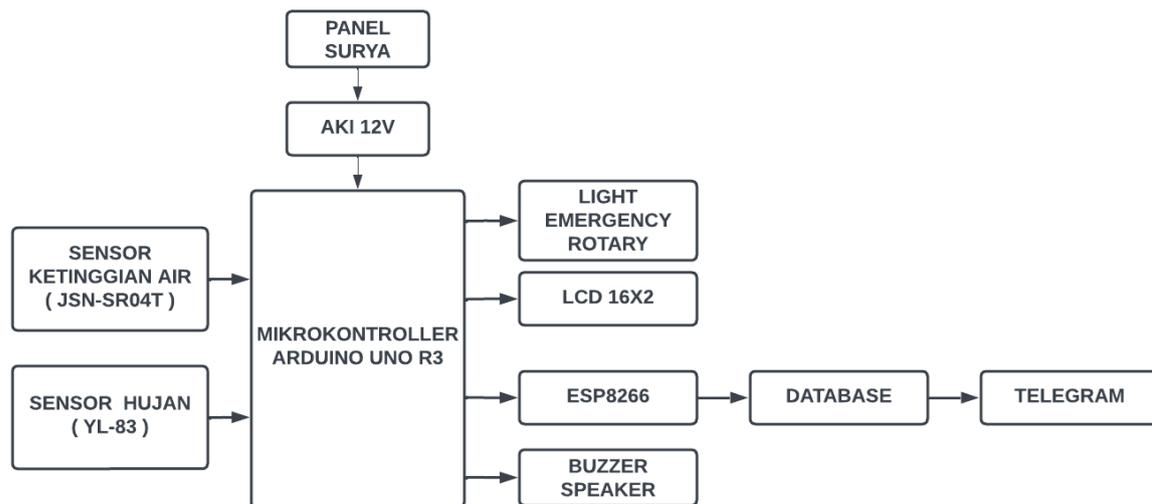 PANEL
SURYA
AKI 12V
LIGHT
EMERGENCY
ROTARY
SENSOR
KETINGGIAN AIR
( JSN-SR04T )
LCD 16X2
MIKROKONTROLLER
ARDUINO UNO R3
SENSOR HUJAN
( YL-83 )
ESP8266
DATABASE
TELEGRAM
BUZZER
SPEAKER